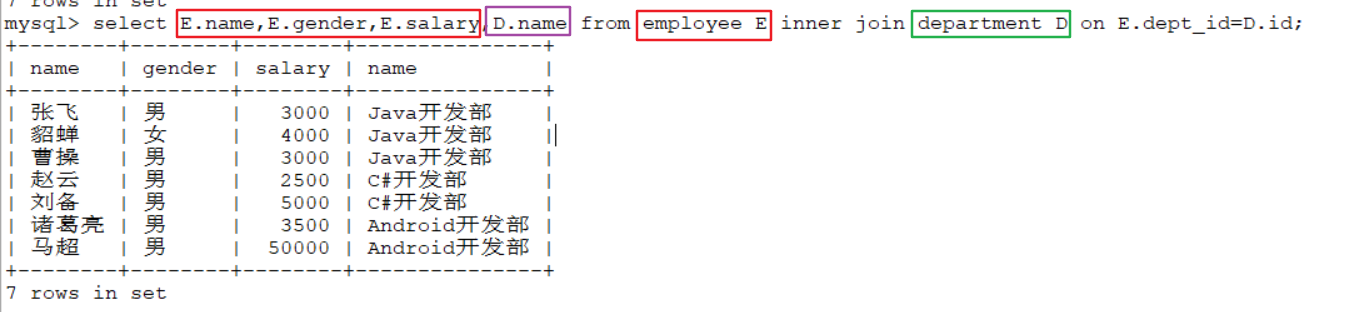 7 rows in set
mysql> select E.name,E.gender,E.salary,D.name from employee E inner join department D on E.dept_id=D.id;
+--------+--------+--------+---------------+
| name   | gender | salary | name          |
+--------+--------+--------+---------------+
| 张飞   | 男     |   3000 | Java开发部    |
| 貂蝉   | 女     |   4000 | Java开发部    |
| 曹操   | 男     |   3000 | Java开发部    |
| 赵云   | 男     |   2500 | C#开发部      |
| 刘备   | 男     |   5000 | C#开发部      |
| 诸葛亮 | 男     |   3500 | Android开发部 |
| 马超   | 男     |  50000 | Android开发部 |
+--------+--------+--------+---------------+
7 rows in set